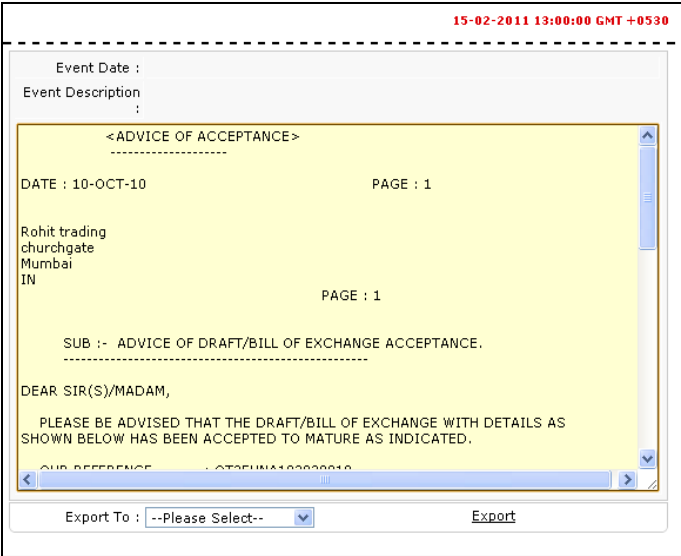 15-02-2011 13:00:00 GMT +0530
Event Date :
Event Description
:
<ADVICE OF ACCEPTANCE>
-------------------
DATE : 10-OCT-10 PAGE : 1
Rohit trading
churchgate
Mumbai
IN
PAGE : 1
SUB :- ADVICE OF DRAFT/BILL OF EXCHANGE ACCEPTANCE.
--------------------------------------------------
DEAR SIR(S)/MADAM,
PLEASE BE ADVISED THAT THE DRAFT/BILL OF EXCHANGE WITH DETAILS AS
SHOWN BELOW HAS BEEN ACCEPTED TO MATURE AS INDICATED.
OUR REFERENCE :
Export To : --Please Select-- Export